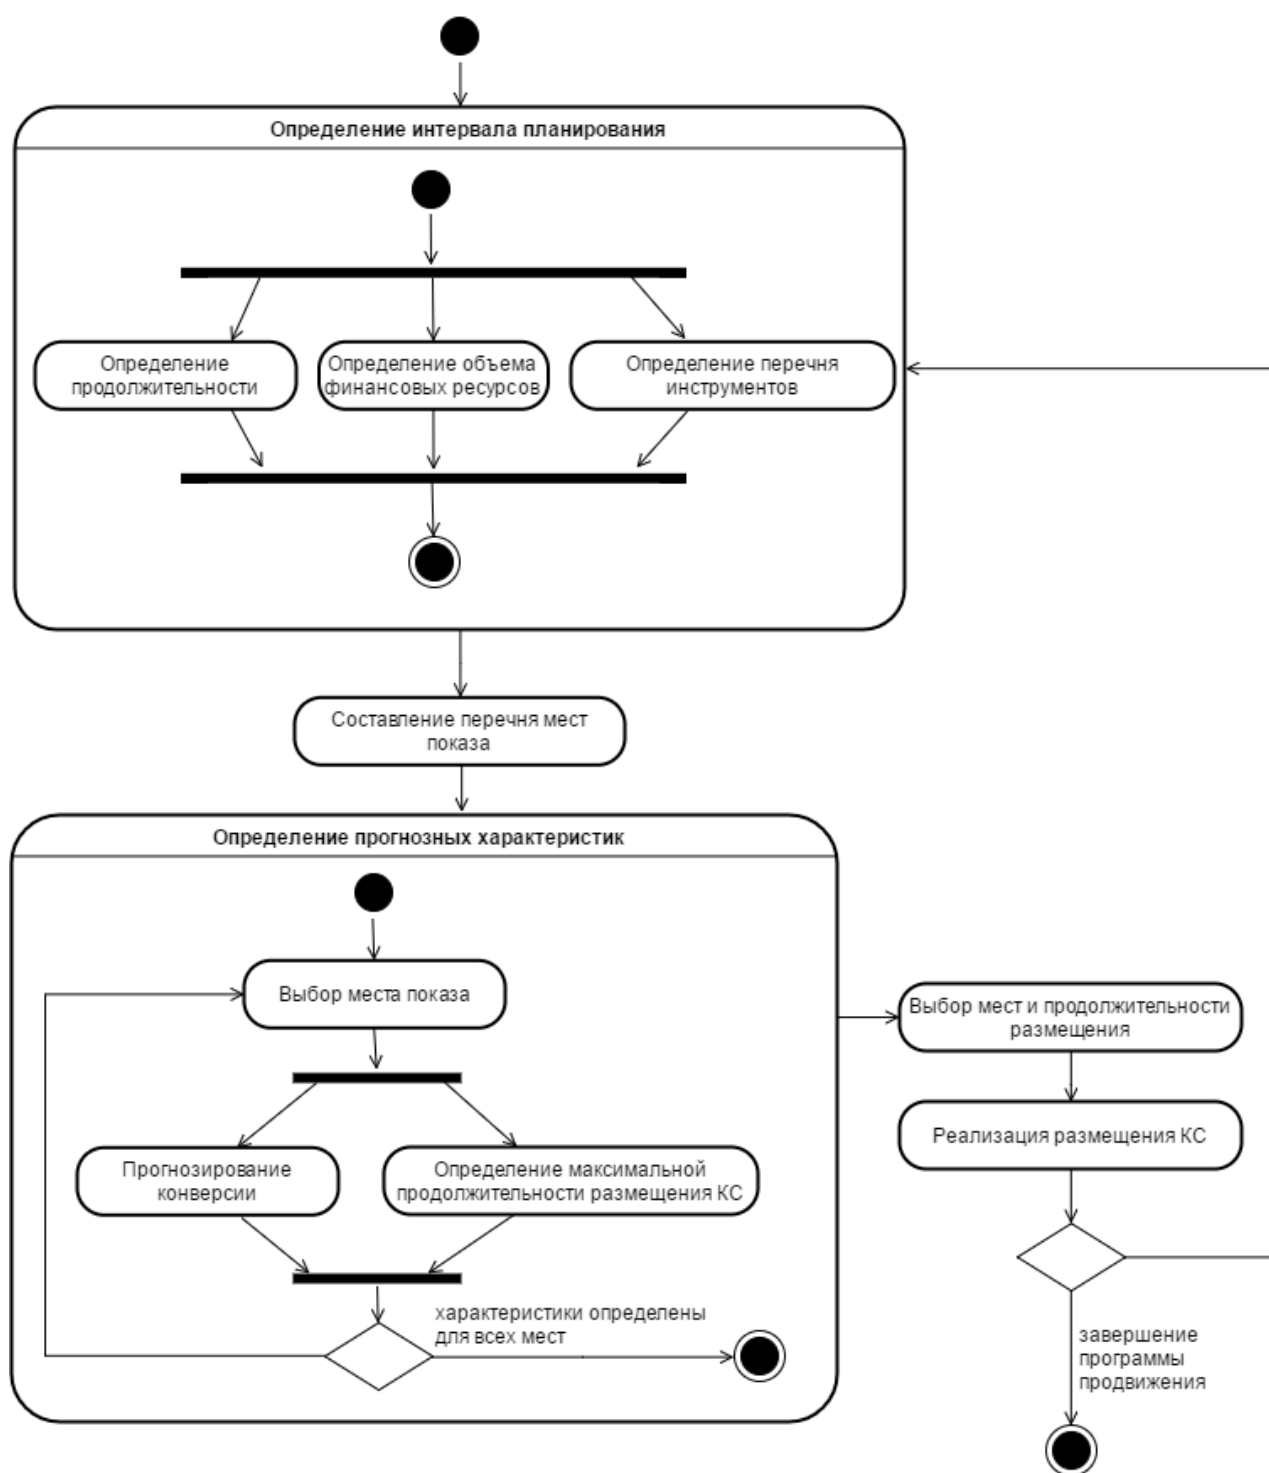 Определение интервала планирования
Определение
продолжительности
Определение объема
финансовых ресурсов
Определение перечня
инструментов
Составление перечня мест
показа
Определение прогнозных характеристик
Выбор места показа
Прогнозирование
конверсии
Определение максимальной
продолжительности размещения КС
характеристики определены
для всех мест
Выбор мест и продолжительности
размещения
Реализация размещения КС
завершение
программы
продвижения